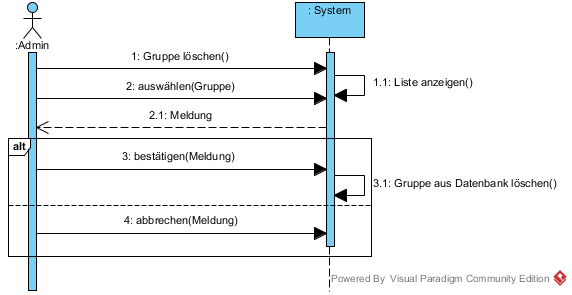 : System
:Admin
1: Gruppe löschen()
1.1: Liste anzeigen()
2: auswählen(Gruppe)
2.1: Meldung
alt
3: bestätigen(Meldung)
3.1: Gruppe aus Datenbank löschen()
4: abbrechen(Meldung)
Powered By Visual Paradigm Community Edition